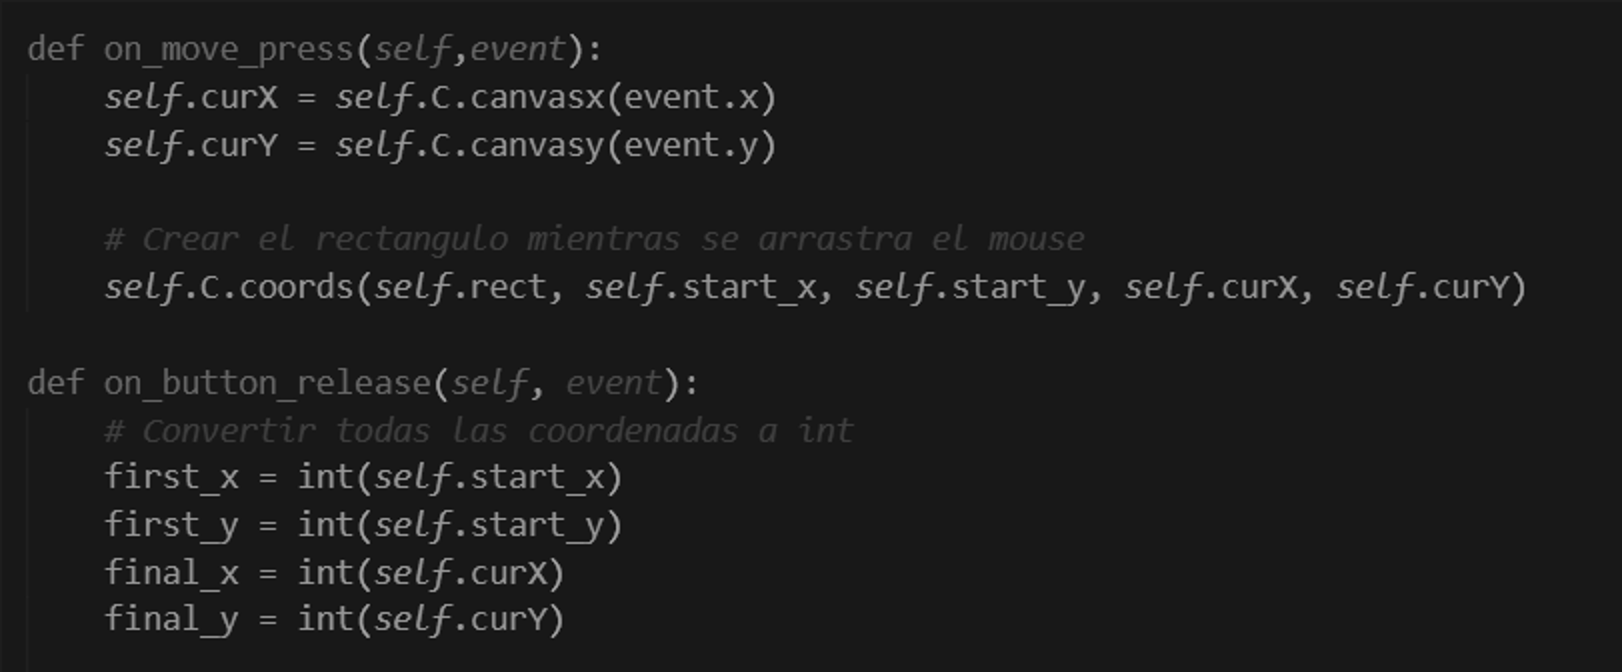 def on_move_press(self,event):
self.curX = self.C.canvasx(event.x)
self.curY = self.C.canvasy(event.y)
# Crear el rectangulo mientras se arrastra el mouse
self.C.coords(self.rect, self.start_x, self.start_y, self.curX, self.curY)
def on_button_release(self, event):
# Convertir todas las coordenadas a int
first_x = int(self.start_x)
first_y = int(self.start_y)
final_x = int(self.curX)
final_y = int(self.curY)